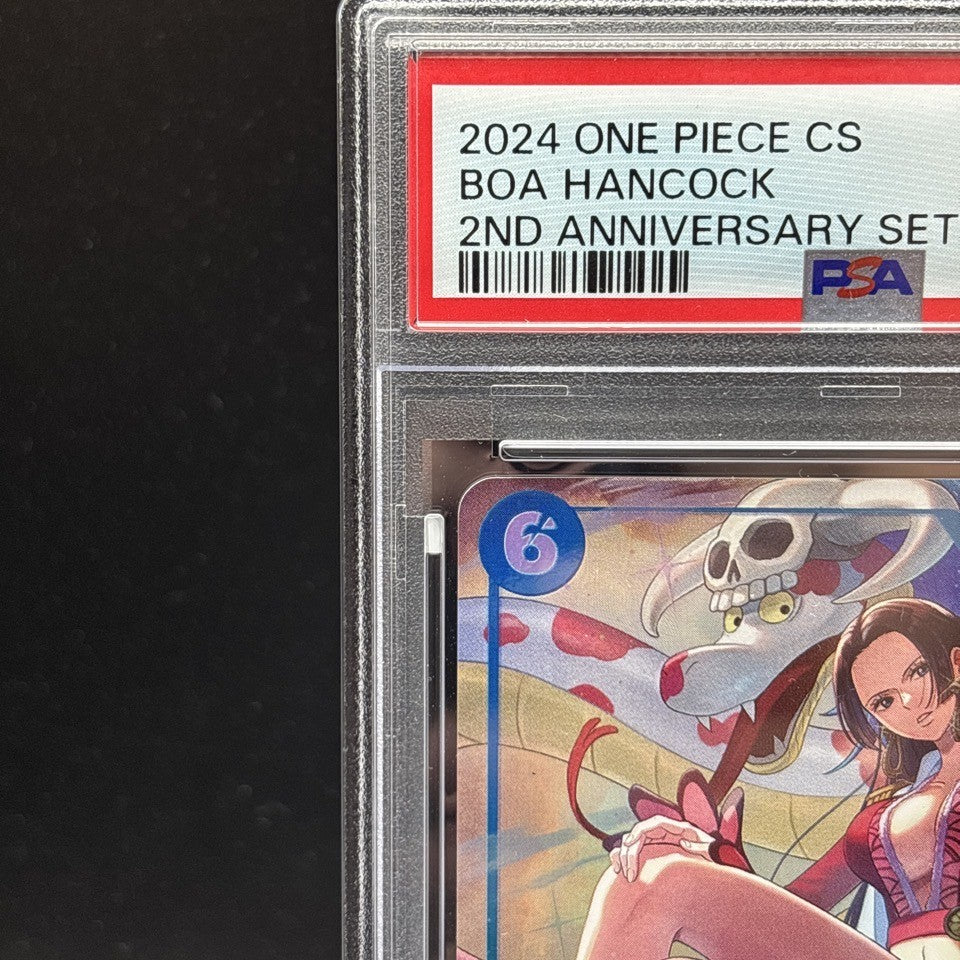 2024 ONE PIECE CS
BOA HANCOCK
2ND ANNIVERSARY SET
PSA
6